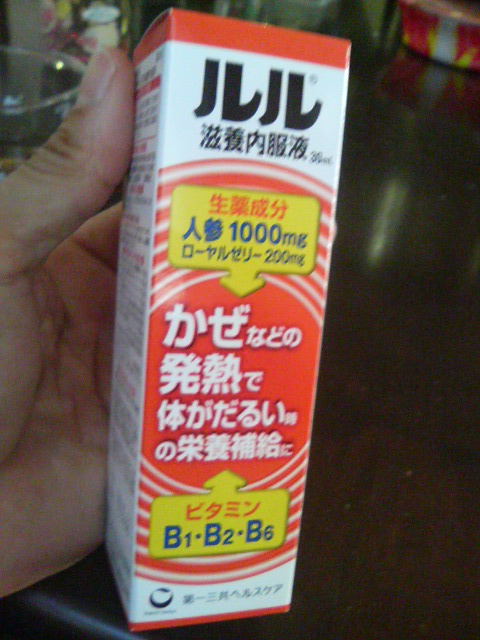 ルル®
滋養内服液 30mL
生薬成分
人参 1000mg
ローヤルゼリー 200mg
かぜなどの
発熱で
体がだるい時
の栄養補給に
ビタミン
B1・B2・B6
第一三共ヘルスケア